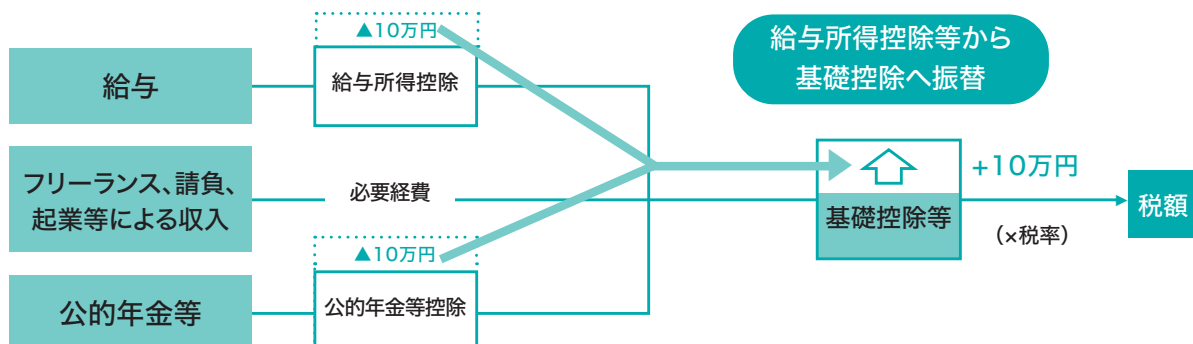 ▲10万円
給与所得控除等から
基礎控除へ振替
給与
給与所得控除
フリーランス、請負、
起業等による収入
必要経費
+10万円
基礎控除等
(×税率)
税額
▲10万円
公的年金等
公的年金等控除